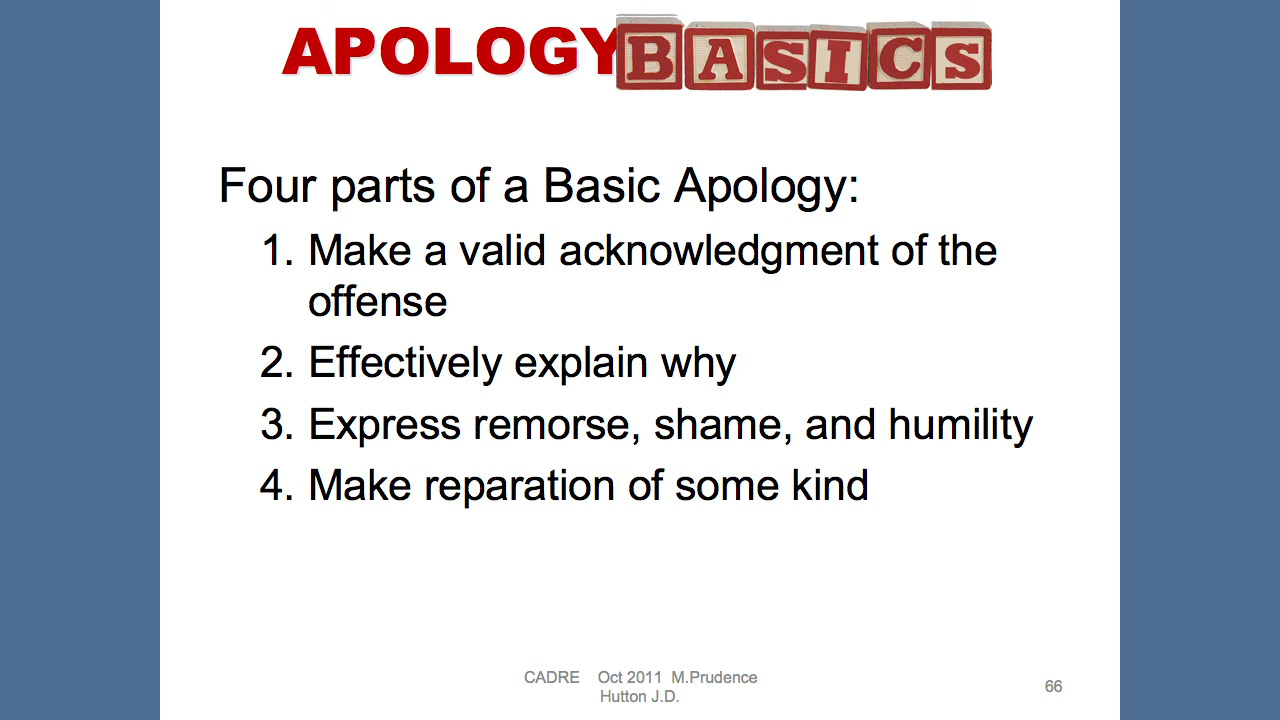 APOLOGY BASICS
Four parts of a Basic Apology:
1. Make a valid acknowledgment of the
offense
2. Effectively explain why
3. Express remorse, shame, and humility
4. Make reparation of some kind
CADRE Oct 2011 M.Prudence
Hutton J.D.
66